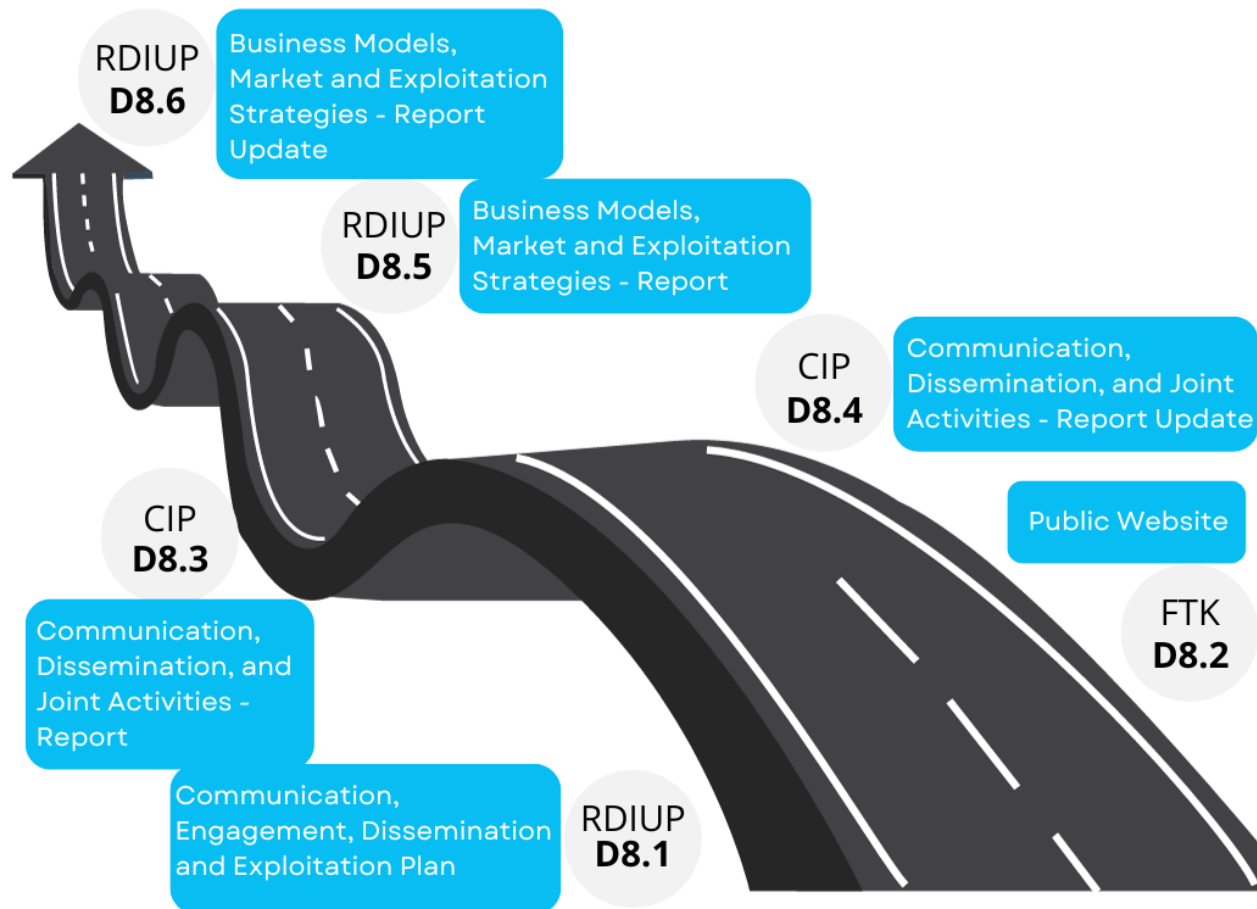 RDIUP
D8.6
Business Models,
Market and Exploitation
Strategies - Report
Update
RDIUP
D8.5
Business Models,
Market and Exploitation
Strategies - Report
CIP
D8.4
Communication,
Dissemination, and Joint
Activities - Report Update
Public Website
FTK
D8.2
CIP
D8.3
Communication,
Dissemination, and
Joint Activities -
Report
Communication,
Engagement, Dissemination
and Exploitation Plan
RDIUP
D8.1